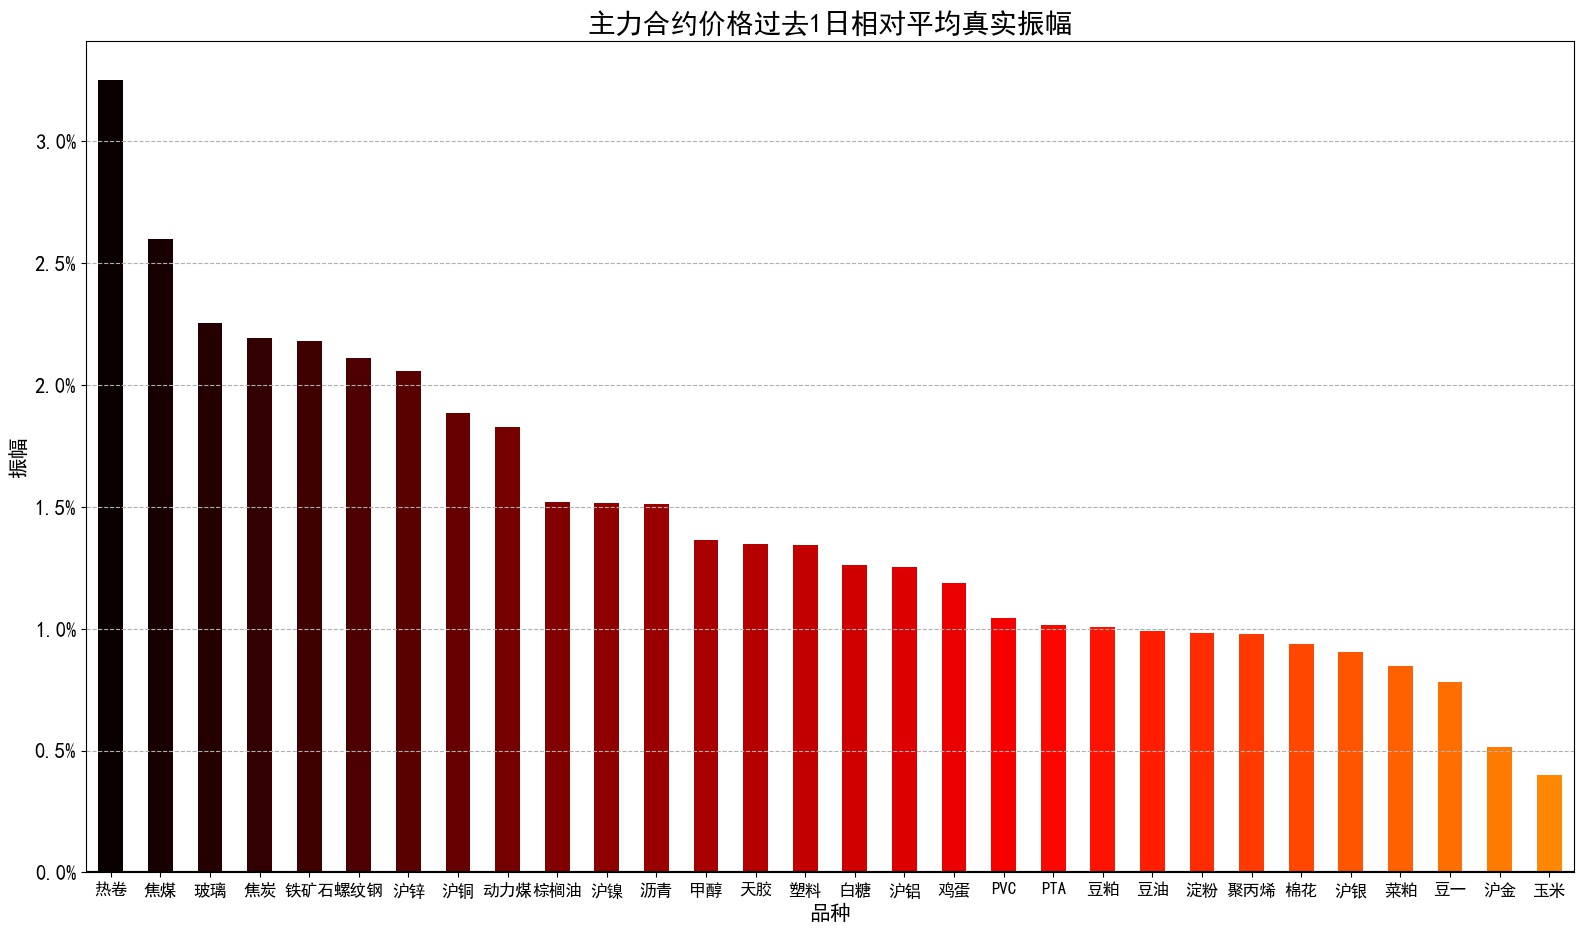 主力合约价格过去1日相对平均真实振幅
3.0%
2.5%
2.0%
1.5%
1.0%
0.5%
0.0%
振幅
热卷 焦煤 玻璃 焦炭 铁矿石 螺纹钢 沪锌 沪铜 动力煤 棕榈油 沪镍 沥青 甲醇 天胶 塑料 白糖 沪铝 鸡蛋 PVC PTA 豆粕 豆油 淀粉 聚丙烯 棉花 沪银 菜粕 豆一 沪金 玉米
品种